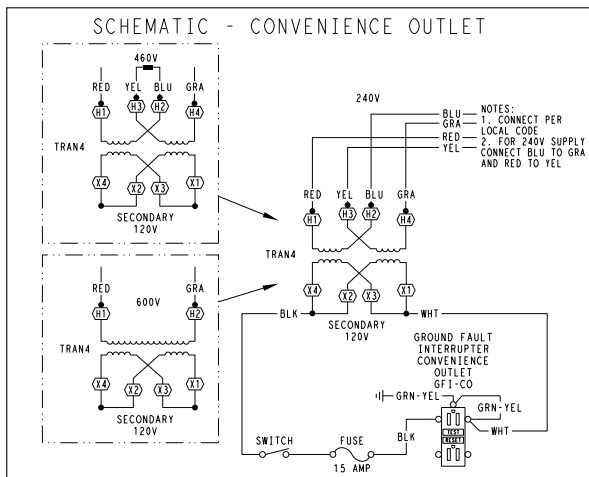 SCHEMATIC - CONVENIENCE OUTLET
460V
RED YEL BLU GRA
H1 H3 H2 H4
TRAN4
X4 X2 X3 X1
SECONDARY
120V
RED GRA
600V
H1 H2
TRAN4
X4 X2 X3 X1
SECONDARY
120V
240V
BLU
GRA
RED
YEL
NOTES:
1. CONNECT PER
LOCAL CODE
2. FOR 240V SUPPLY
CONNECT BLU TO GRA
AND RED TO YEL
RED YEL BLU GRA
H1 H3 H2 H4
TRAN4
X4 X2 X3 X1
BLK WHT
SECONDARY
120V
GROUND FAULT
INTERRUPTER
CONVENIENCE
OUTLET
GFI-CO
GRN-YEL
GRN-YEL
BLK
TEST
RESET
WHT
SWITCH FUSE
15 AMP